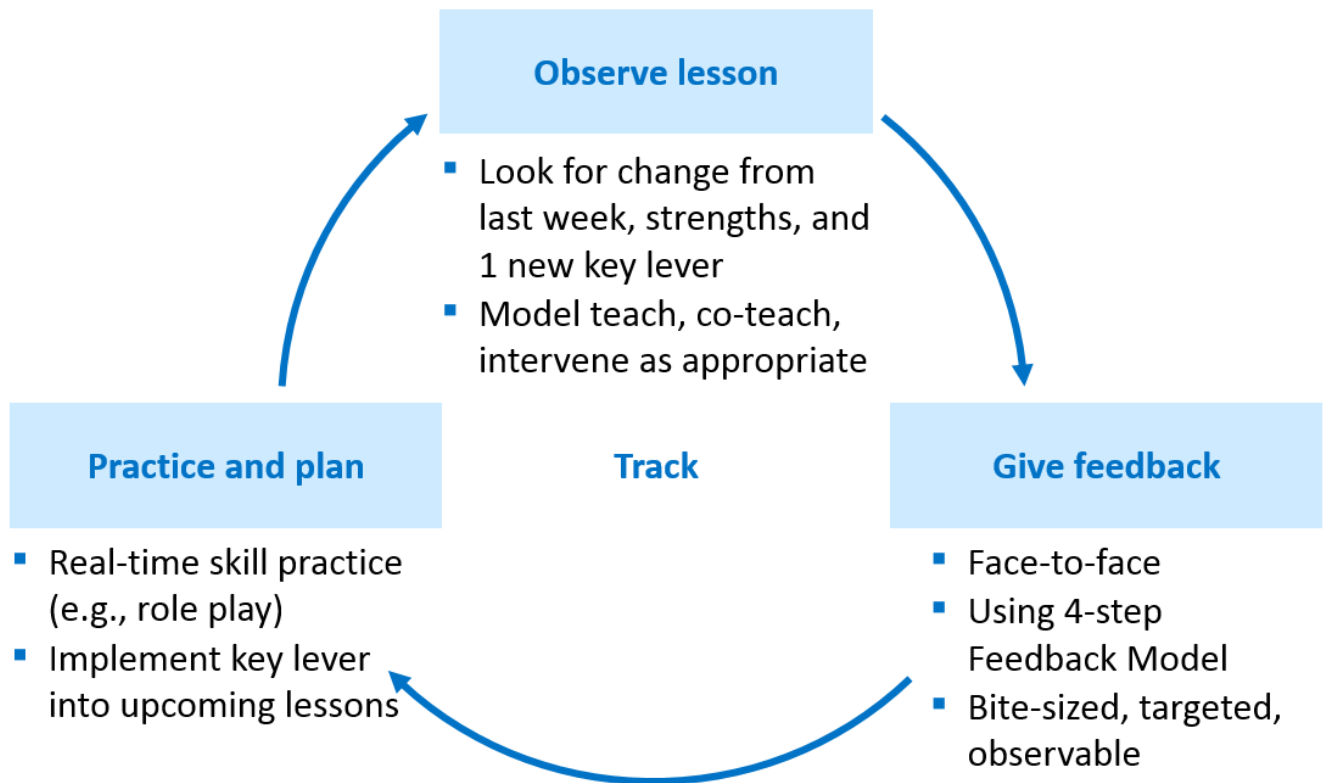 Observe lesson
▪ Look for change from
last week, strengths, and
1 new key lever
▪ Model teach, co-teach,
intervene as appropriate
Practice and plan
Track
Give feedback
▪ Real-time skill practice
(e.g., role play)
▪ Implement key lever
into upcoming lessons
▪ Face-to-face
▪ Using 4-step
Feedback Model
▪ Bite-sized, targeted,
observable